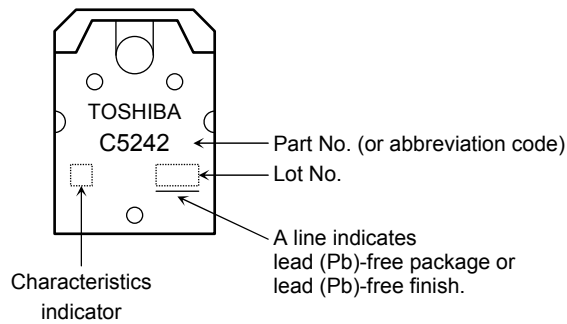 TOSHIBA
C5242
Part No. (or abbreviation code)
Lot No.
A line indicates
lead (Pb)-free package or
lead (Pb)-free finish.
Characteristics
indicator